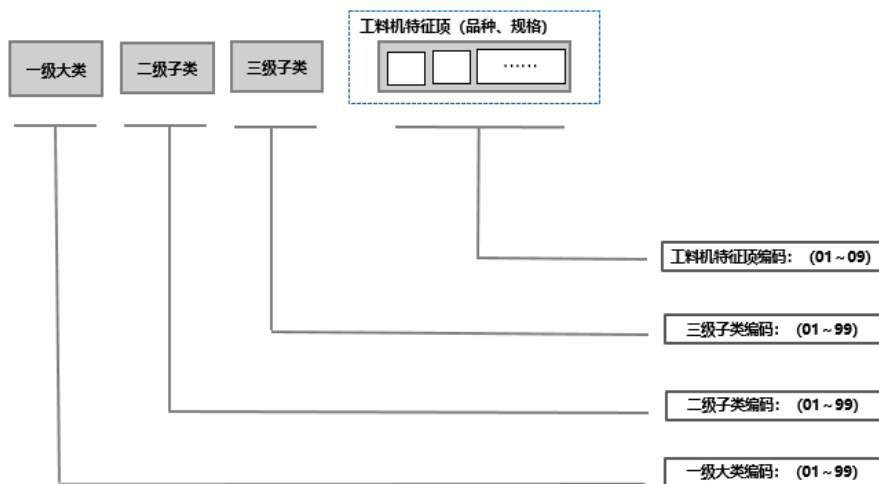 工料机特征顶（品种、规格）
一级大类
二级子类
三级子类
……
工料机特征顶编码：（01～09）
三级子类编码：（01～99）
二级子类编码：（01～99）
一级大类编码：（01～99）